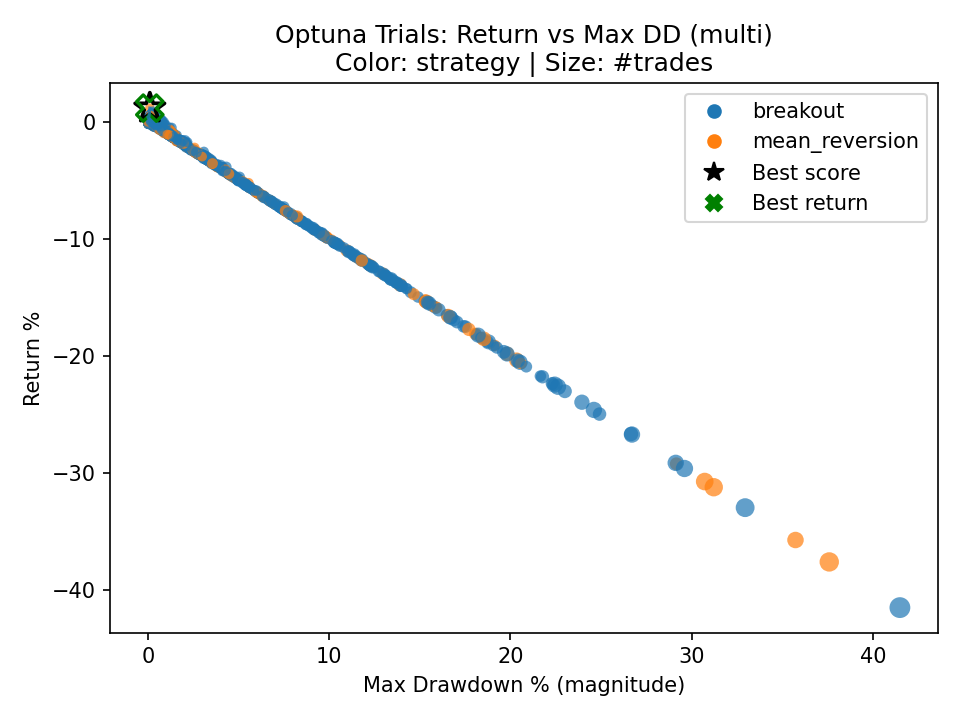 Optuna Trials: Return vs Max DD (multi)
Color: strategy | Size: #trades
breakout
mean_reversion
Best score
Best return
Return %
0
−10
−20
−30
−40
0
10
20
30
40
Max Drawdown % (magnitude)